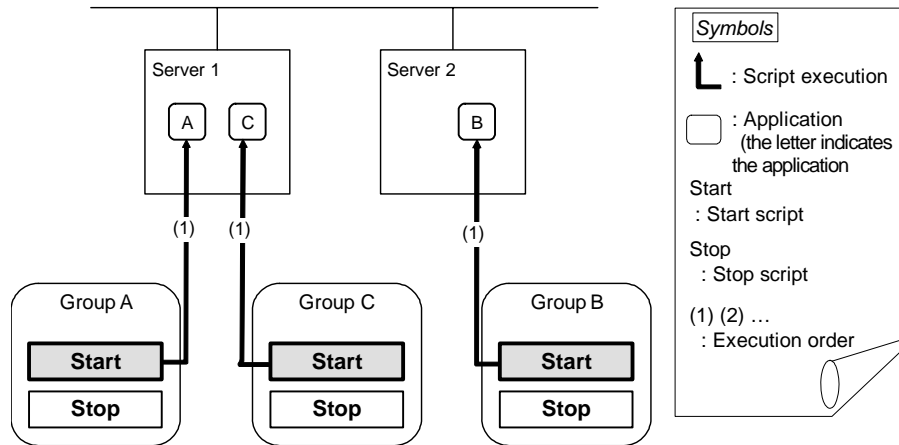 Server 1
A
C
Server 2
B
(1)
(1)
(1)
Group A
Start
Stop
Group C
Start
Stop
Group B
Start
Stop
Symbols
: Script execution
: Application
(the letter indicates
the application
Start
: Start script
Stop
: Stop script
(1) (2) …
: Execution order